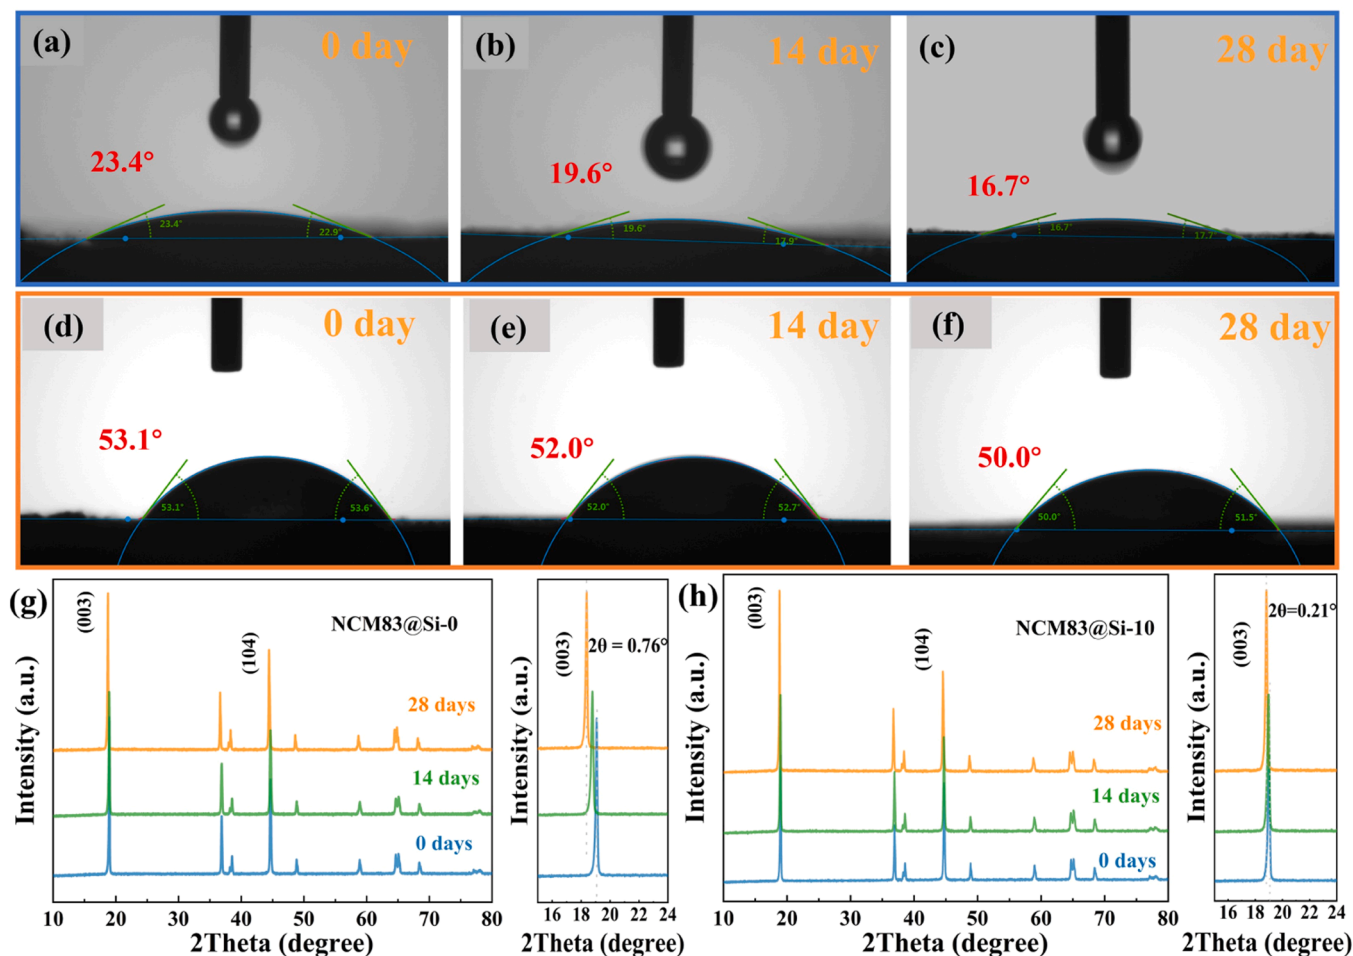 (a)
0 day
23.4°
23.4°
22.9°
(b)
14 day
19.6°
19.6°
17.9°
(c)
28 day
16.7°
16.7°
17.7°
(d)
0 day
53.1°
53.1°
53.6°
(e)
14 day
52.0°
52.0°
52.7°
(f)
28 day
50.0°
50.0°
51.5°
(g)
Intensity (a.u.)
(003)
(104)
NCM83@Si-0
28 days
14 days
0 days
10 20 30 40 50 60 70 80
2Theta (degree)
Intensity (a.u.)
(003)
2θ = 0.76°
15 18 21 24
2Theta (degree)
(h)
Intensity (a.u.)
(003)
(104)
NCM83@Si-10
28 days
14 days
0 days
10 20 30 40 50 60 70 80
2Theta (degree)
Intensity (a.u.)
(003)
2θ=0.21°
16 18 20 22 24
2Theta (degree)